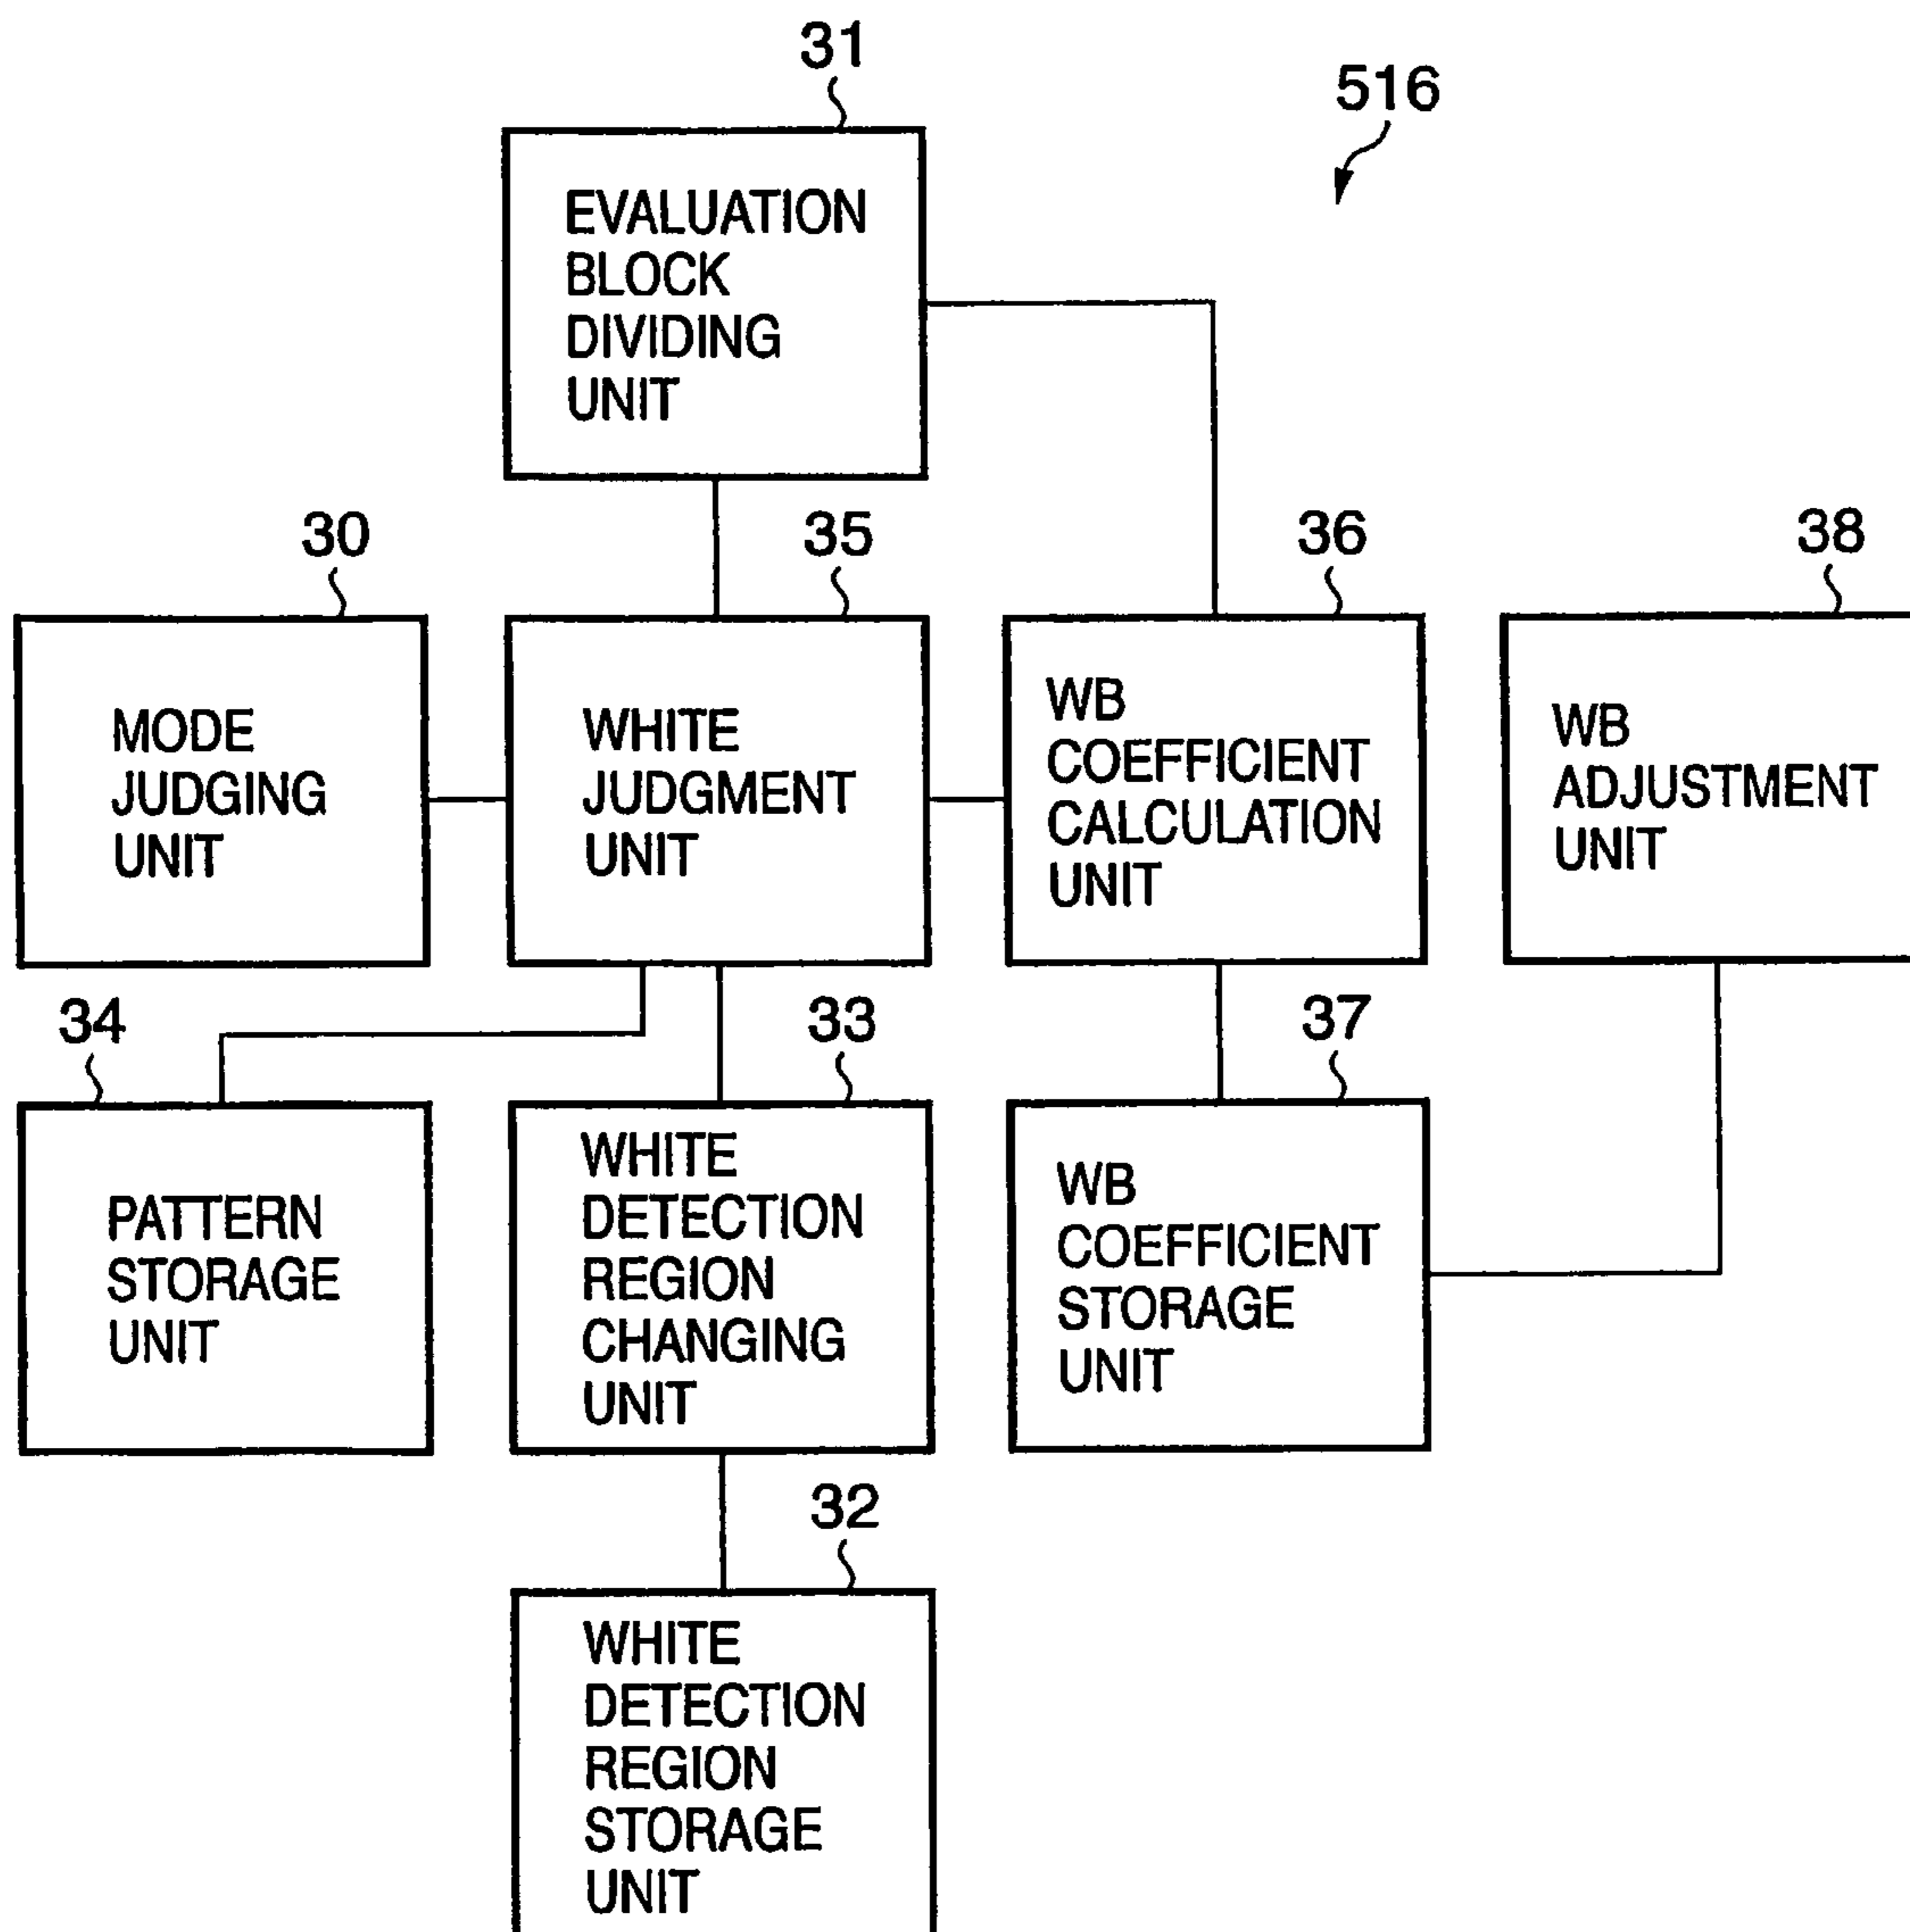 31
516
EVALUATION
BLOCK
DIVIDING
UNIT
30
35
36
38
MODE
JUDGING
UNIT
WHITE
JUDGMENT
UNIT
WB
COEFFICIENT
CALCULATION
UNIT
WB
ADJUSTMENT
UNIT
34
33
37
PATTERN
STORAGE
UNIT
WHITE
DETECTION
REGION
CHANGING
UNIT
WB
COEFFICIENT
STORAGE
UNIT
32
WHITE
DETECTION
REGION
STORAGE
UNIT